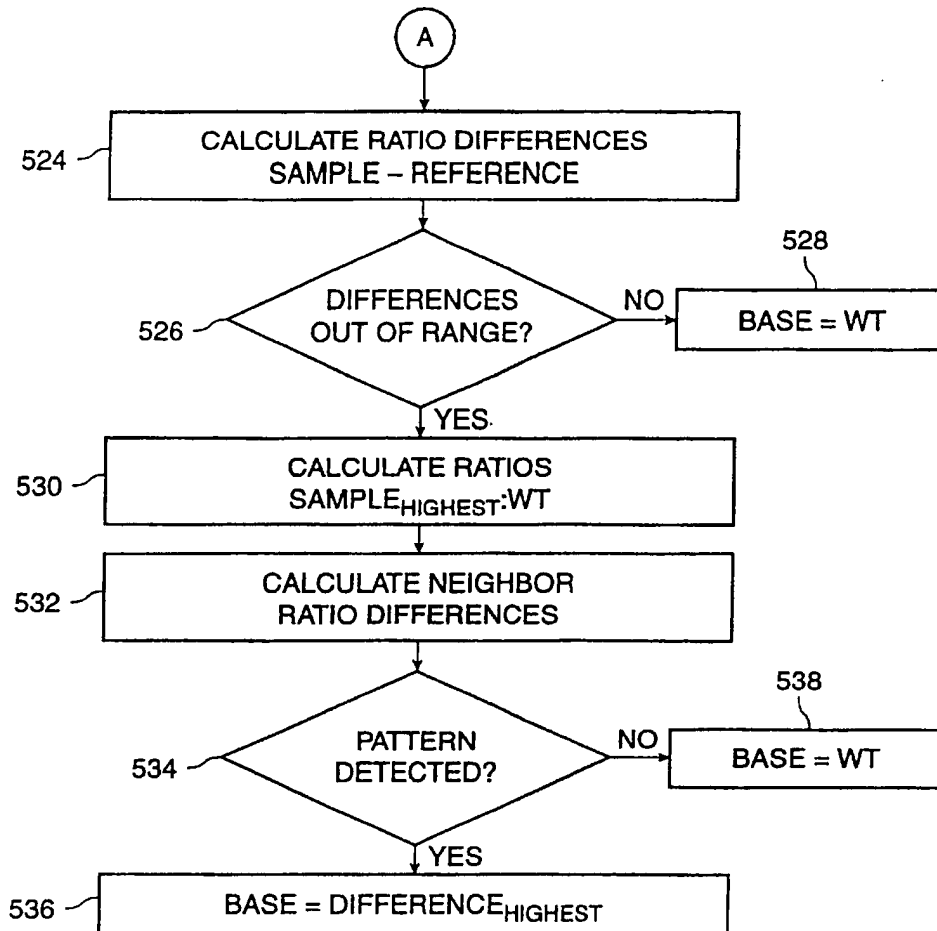 A
524
CALCULATE RATIO DIFFERENCES
SAMPLE – REFERENCE
526
DIFFERENCES
OUT OF RANGE?
NO
528
BASE = WT
YES
530
CALCULATE RATIOS
SAMPLEHIGHEST:WT
532
CALCULATE NEIGHBOR
RATIO DIFFERENCES
534
PATTERN
DETECTED?
NO
538
BASE = WT
YES
536
BASE = DIFFERENCEHIGHEST